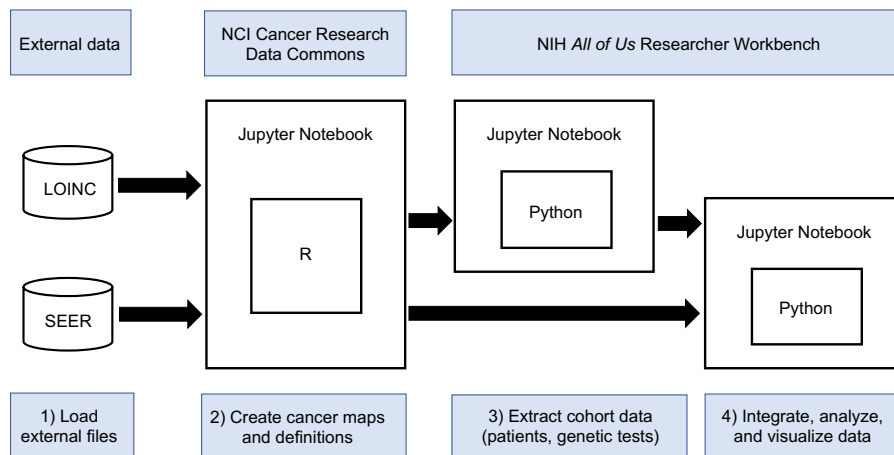 External data
NCI Cancer Research
Data Commons
NIH All of Us Researcher Workbench
LOINC
SEER
Jupyter Notebook
R
Jupyter Notebook
Python
Jupyter Notebook
Python
1) Load
external files
2) Create cancer maps
and definitions
3) Extract cohort data
(patients, genetic tests)
4) Integrate, analyze,
and visualize data